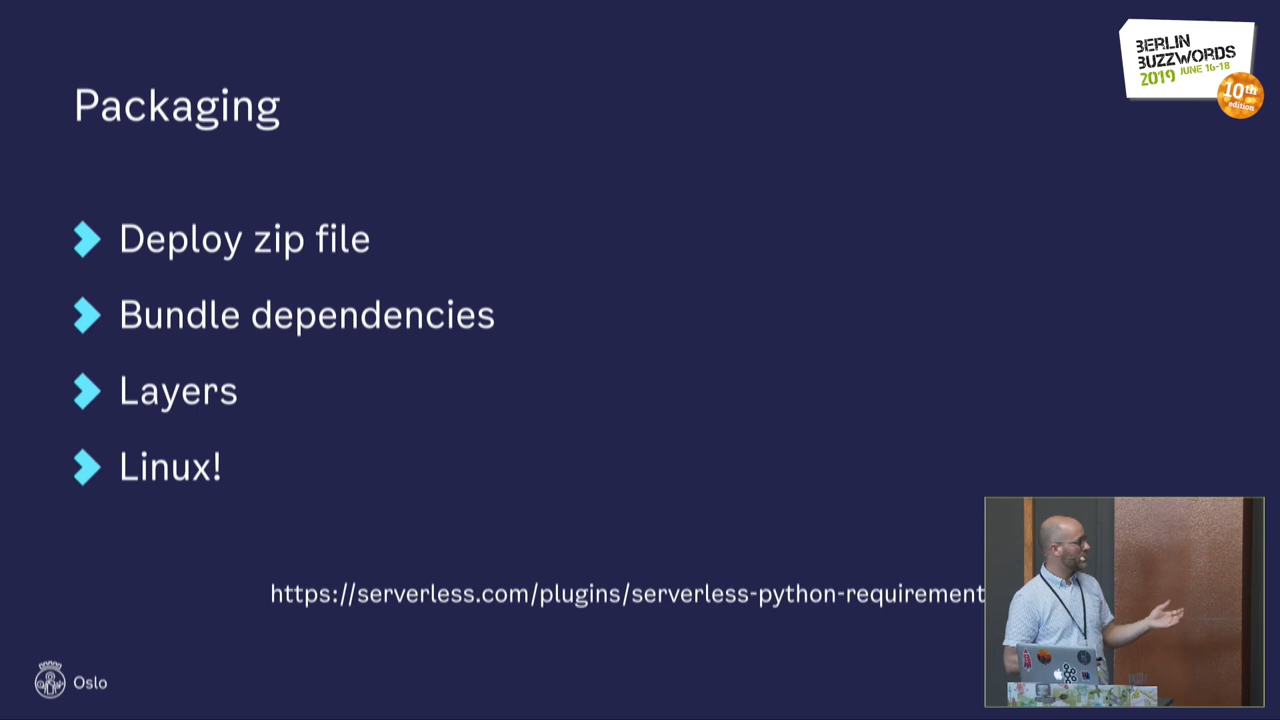 BERLIN
BUZZWORDS
2019 JUNE 16-18
10th
edition
Packaging
Deploy zip file
Bundle dependencies
Layers
Linux!
https://serverless.com/plugins/serverless-python-requirement
Oslo